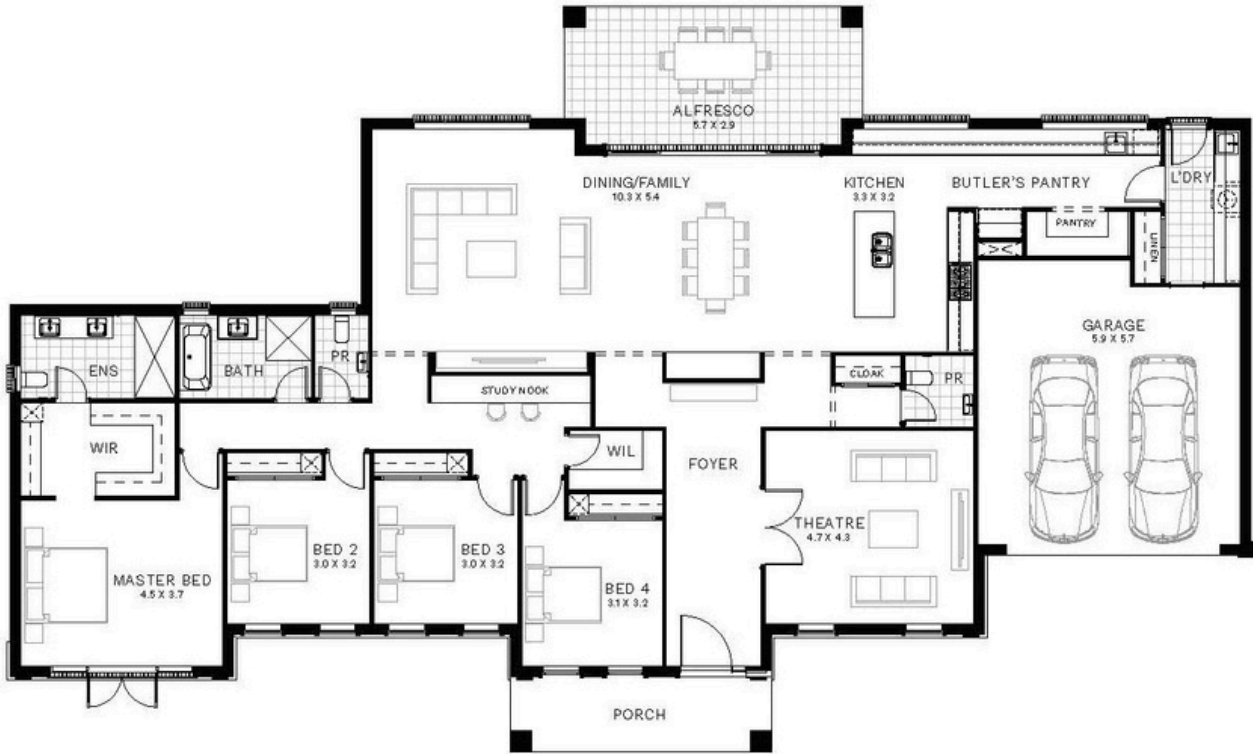 ALFRESCO
5.7 X 2.9
DINING/FAMILY
10.3 X 5.4
KITCHEN
3.3 X 3.2
BUTLER'S PANTRY
L'DRY
PANTRY
LINEN
GARAGE
5.9 X 5.7
ENS
BATH
PR
STUDY NOOK
CLOAK
PR
WIR
WIL
FOYER
THEATRE
4.7 X 4.3
MASTER BED
4.5 X 3.7
BED 2
3.0 X 3.2
BED 3
3.0 X 3.2
BED 4
3.1 X 3.2
PORCH